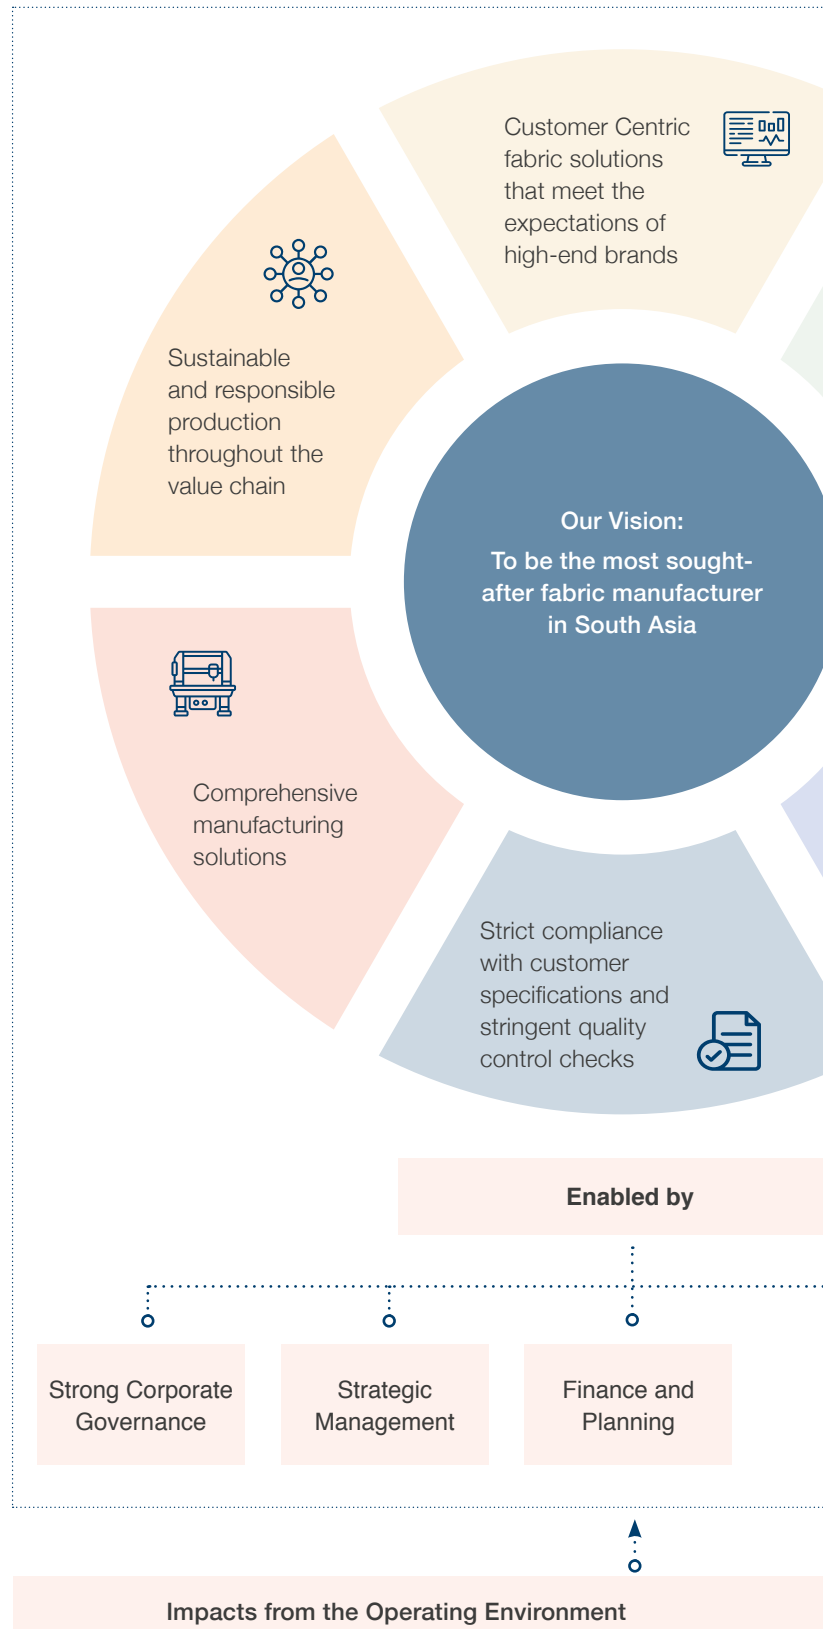 Customer Centric
fabric solutions
that meet the
expectations of
high-end brands
Sustainable
and responsible
production
throughout the
value chain
Our Vision:
To be the most sought-
after fabric manufacturer
in South Asia
Comprehensive
manufacturing
solutions
Strict compliance
with customer
specifications and
stringent quality
control checks
Enabled by
Strong Corporate
Governance
Strategic
Management
Finance and
Planning
Impacts from the Operating Environment